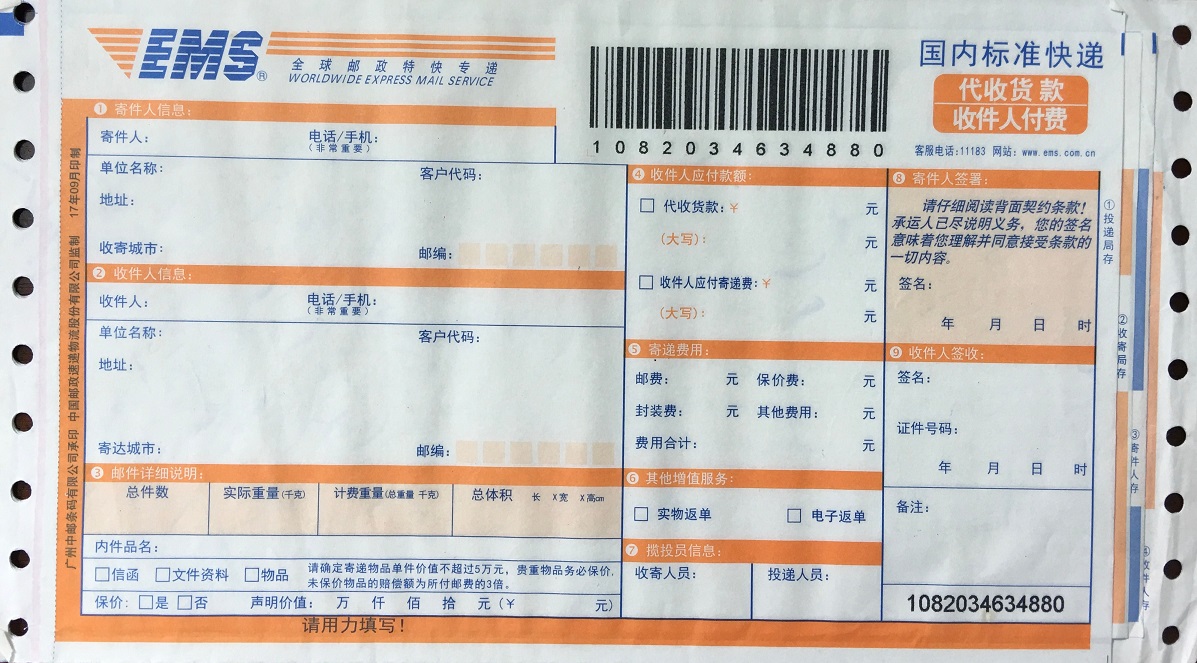 EMS®
全球邮政特快专递
WORLDWIDE EXPRESS MAIL SERVICE
1082034634880
国内标准快递
代收货款
收件人付费
客服电话:11183 网站: www.ems.com.cn
① 寄件人信息:
寄件人: 电话/手机:
(非常重要)
单位名称: 客户代码:
地址:
收寄城市: 邮编:
② 收件人信息:
收件人: 电话/手机:
(非常重要)
单位名称: 客户代码:
地址:
寄达城市: 邮编:
③ 邮件详细说明:
总件数 实际重量(千克) 计费重量(总重量 千克) 总体积 长 X宽 X高cm
内件品名:
□信函 □文件资料 □物品
请确定寄递物品单件价值不超过5万元,贵重物品务必保价,
未保价物品的赔偿额为所付邮费的3倍。
保价: □是 □否 声明价值: 万 仟 佰 拾 元(¥ 元)
请用力填写!
④ 收件人应付款额:
□ 代收货款:¥ 元
(大写): 元
□ 收件人应付寄递费:¥ 元
(大写): 元
⑤ 寄递费用:
邮费: 元 保价费: 元
封装费: 元 其他费用: 元
费用合计: 元
⑥ 其他增值服务:
□ 实物返单 □ 电子返单
⑦ 揽投员信息:
收寄人员: 投递人员:
⑧ 寄件人签署:
请仔细阅读背面契约条款!
承运人已尽说明义务,您的签名
意味着您理解并同意接受条款的
一切内容。
签名:
年 月 日 时
⑨ 收件人签收:
签名:
证件号码:
年 月 日 时
备注:
1082034634880
①投递局存
②收寄局存
③寄件人存
④收件人存
广州中邮条码有限公司承印 中国邮政速递物流股份有限公司监制 17年09月印制